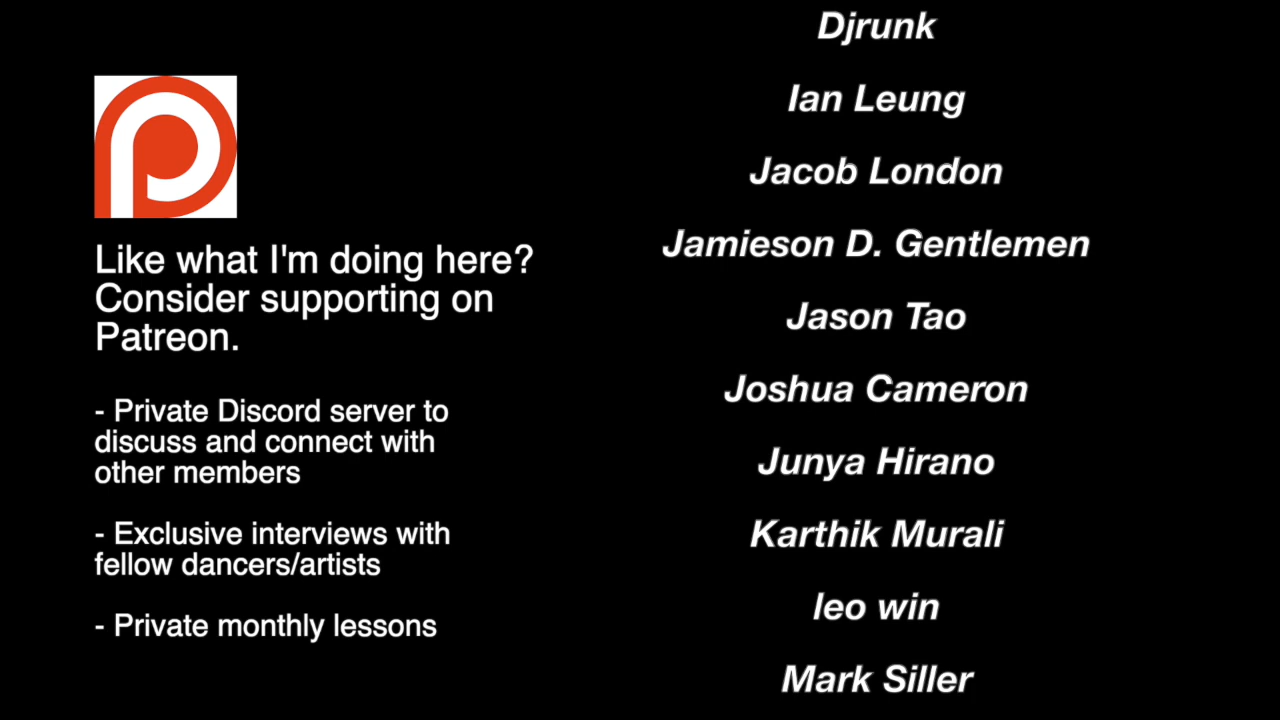 Like what I'm doing here?
Consider supporting on
Patreon.
- Private Discord server to
discuss and connect with
other members
- Exclusive interviews with
fellow dancers/artists
- Private monthly lessons
Djrunk
Ian Leung
Jacob London
Jamieson D. Gentlemen
Jason Tao
Joshua Cameron
Junya Hirano
Karthik Murali
leo win
Mark Siller